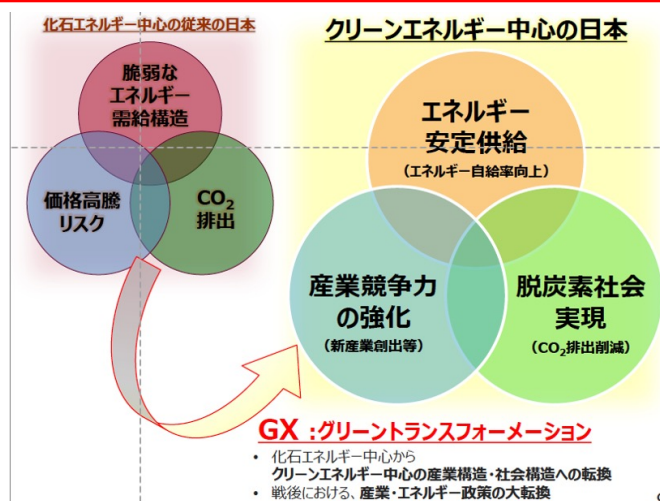 化石エネルギー中心の従来の日本
脆弱な
エネルギー
需給構造
価格高騰
リスク
CO₂
排出
クリーンエネルギー中心の日本
エネルギー
安定供給
(エネルギー自給率向上)
産業競争力
の強化
(新産業創出等)
脱炭素社会
実現
(CO₂排出削減)
GX :グリーントランスフォーメーション
• 化石エネルギー中心から
クリーンエネルギー中心の産業構造・社会構造への転換
• 戦後における、産業・エネルギー政策の大転換